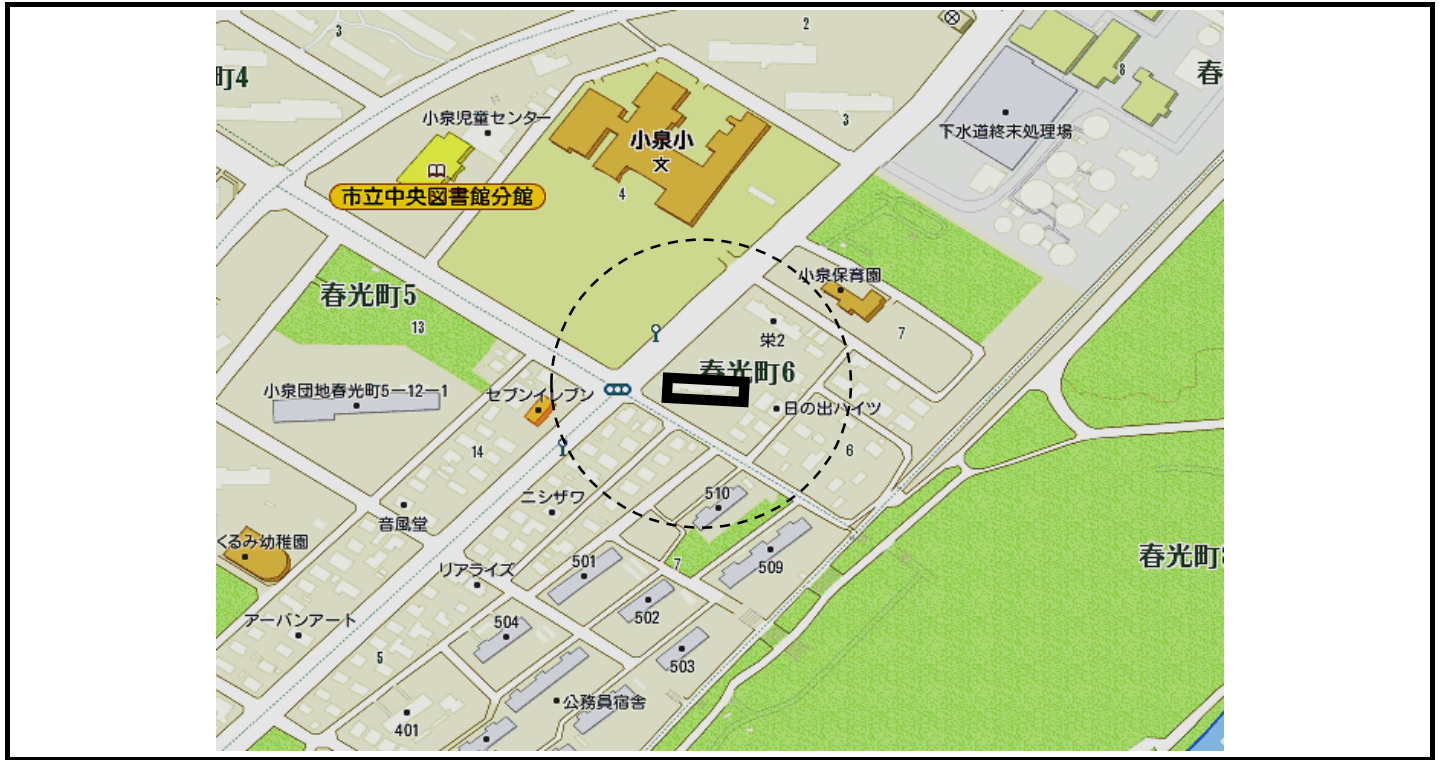 3
2
町4
春
8
小泉児童センター
3
下水道終末処理場
小泉小
文
市立中央図書館分館
4
小泉保育園
春光町5
13
7
栄2
春光町6
小泉団地春光町5ー12ー1
セブンイレブン
日の出ハイツ
14
6
510
ニシザワ
音風堂
くるみ幼稚園
春光町8
501
7
509
リアライズ
502
アーバンアート
504
5
503
公務員宿舎
401